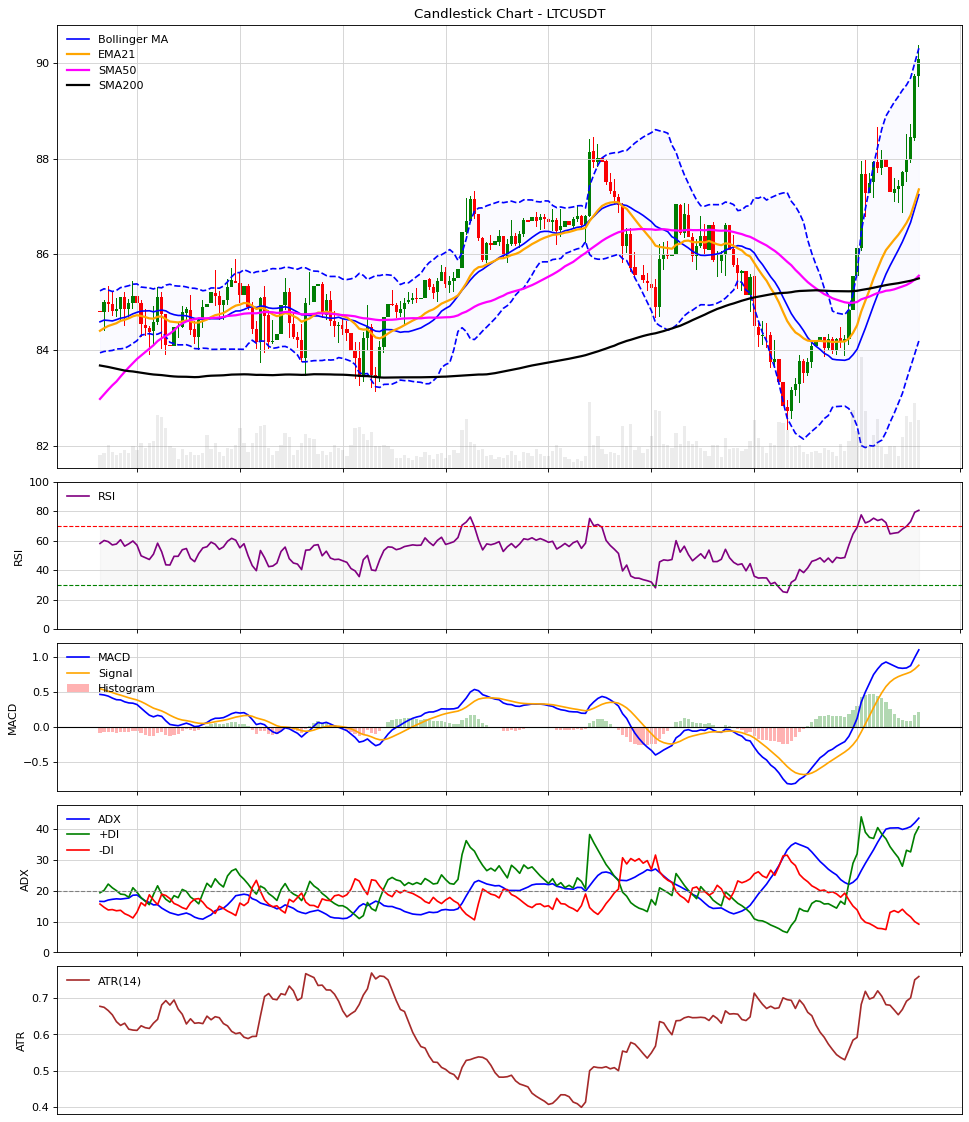 Candlestick Chart - LTCUSDT
Bollinger MA
EMA21
SMA50
SMA200
90
88
86
84
82
RSI
RSI
100
80
60
40
20
0
MACD
Signal
Histogram
MACD
1.0
0.5
0.0
−0.5
ADX
+DI
-DI
ADX
40
30
20
10
0
ATR(14)
ATR
0.7
0.6
0.5
0.4